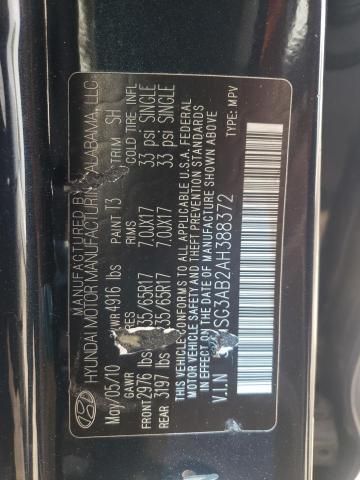 MANUFACTURED BY
HYUNDAI MOTOR MANUFACTURING ALABAMA, LLC
May/05/10 GVWR 4916 lbs PAINT T3 TRIM SH
GAWR COLD TIRE INFL
FRONT 2976 lbs 235/65R17 7.0JX17 33 psi SINGLE
REAR 3197 lbs 235/65R17 7.0JX17 33 psi SINGLE
THIS VEHICLE CONFORMS TO ALL APPLICABLE U.S.A. FEDERAL
MOTOR VEHICLE SAFETY AND THEFT PREVENTION STANDARDS
IN EFFECT ON THE DATE OF MANUFACTURE SHOWN ABOVE
V.I.N SG3AB2AH388372 TYPE: MPV